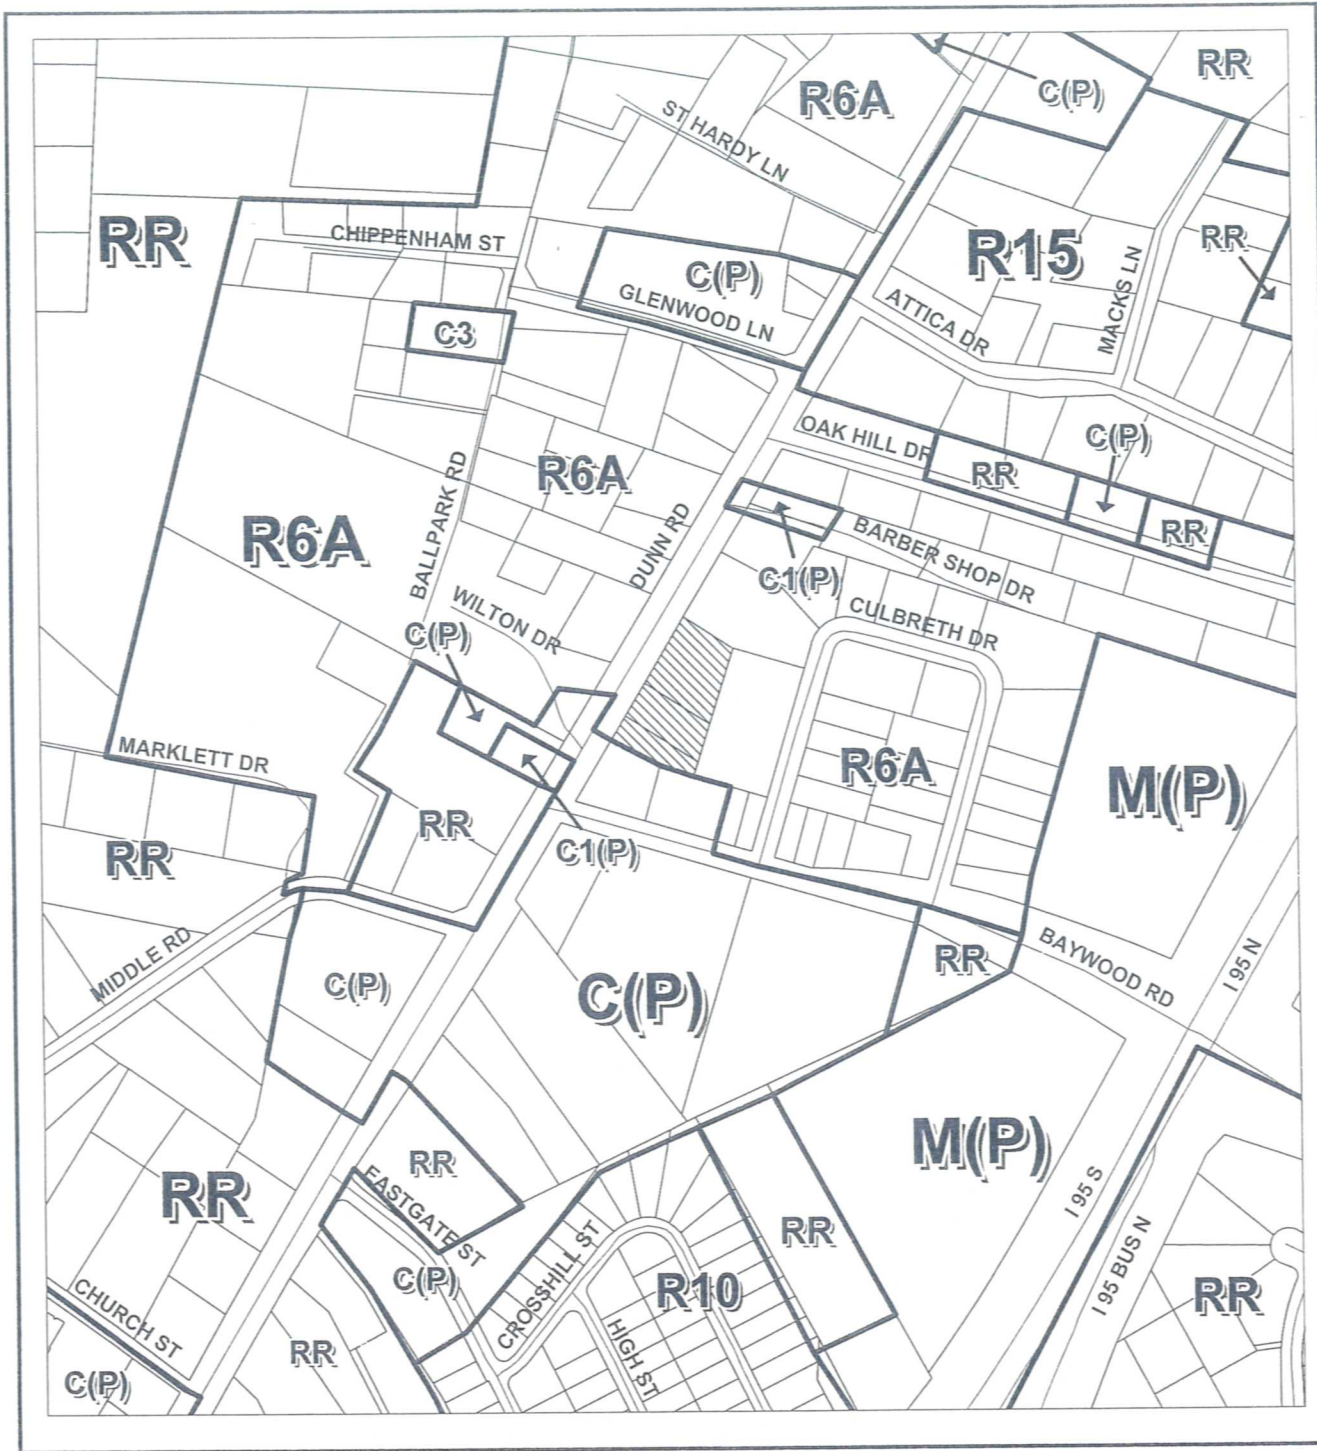 RR
C(P)
R6A
ST HARDY LN
RR
CHIPPENHAM ST
R15
RR
C(P)
GLENWOOD LN
MACKS LN
ATTICA DR
C3
OAK HILL DR
C(P)
R6A
RR
BALLPARK RD
R6A
DUNN RD
RR
BARBER SHOP DR
C1(P)
WILTON DR
CULBRETH DR
C(P)
MARKLETT DR
R6A
M(P)
RR
RR
C1(P)
MIDDLE RD
BAYWOOD RD
RR
I 95 N
C(P)
C(P)
M(P)
RR
RR
EASTGATE ST
I 95 S
RR
CROSSHILL ST
I 95 BUS N
C(P)
R10
RR
CHURCH ST
HIGH ST
RR
C(P)